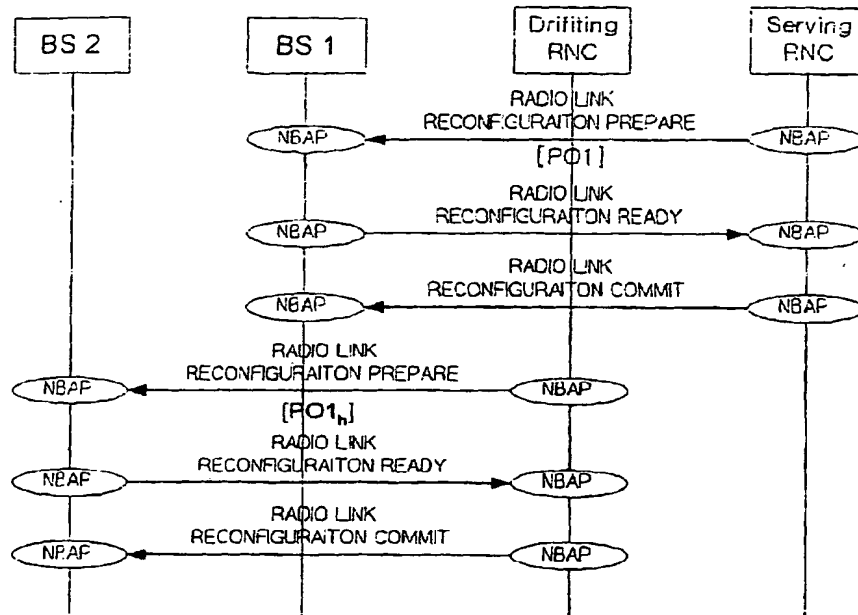 BS 2
BS 1
Drifiting
RNC
Serving
RNC
RADIO LINK
RECONFIGURAITON PREPARE
NBAP
NBAP
[PO1]
RADIO LINK
RECONFIGURAITON READY
NBAP
NBAP
RADIO LINK
RECONFIGURAITON COMMIT
NBAP
NBAP
RADIO LINK
RECONFIGURAITON PREPARE
NBAP
NBAP
[PO1h]
RADIO LINK
RECONFIGURAITON READY
NBAP
NBAP
RADIO LINK
RECONFIGURAITON COMMIT
NBAP
NBAP